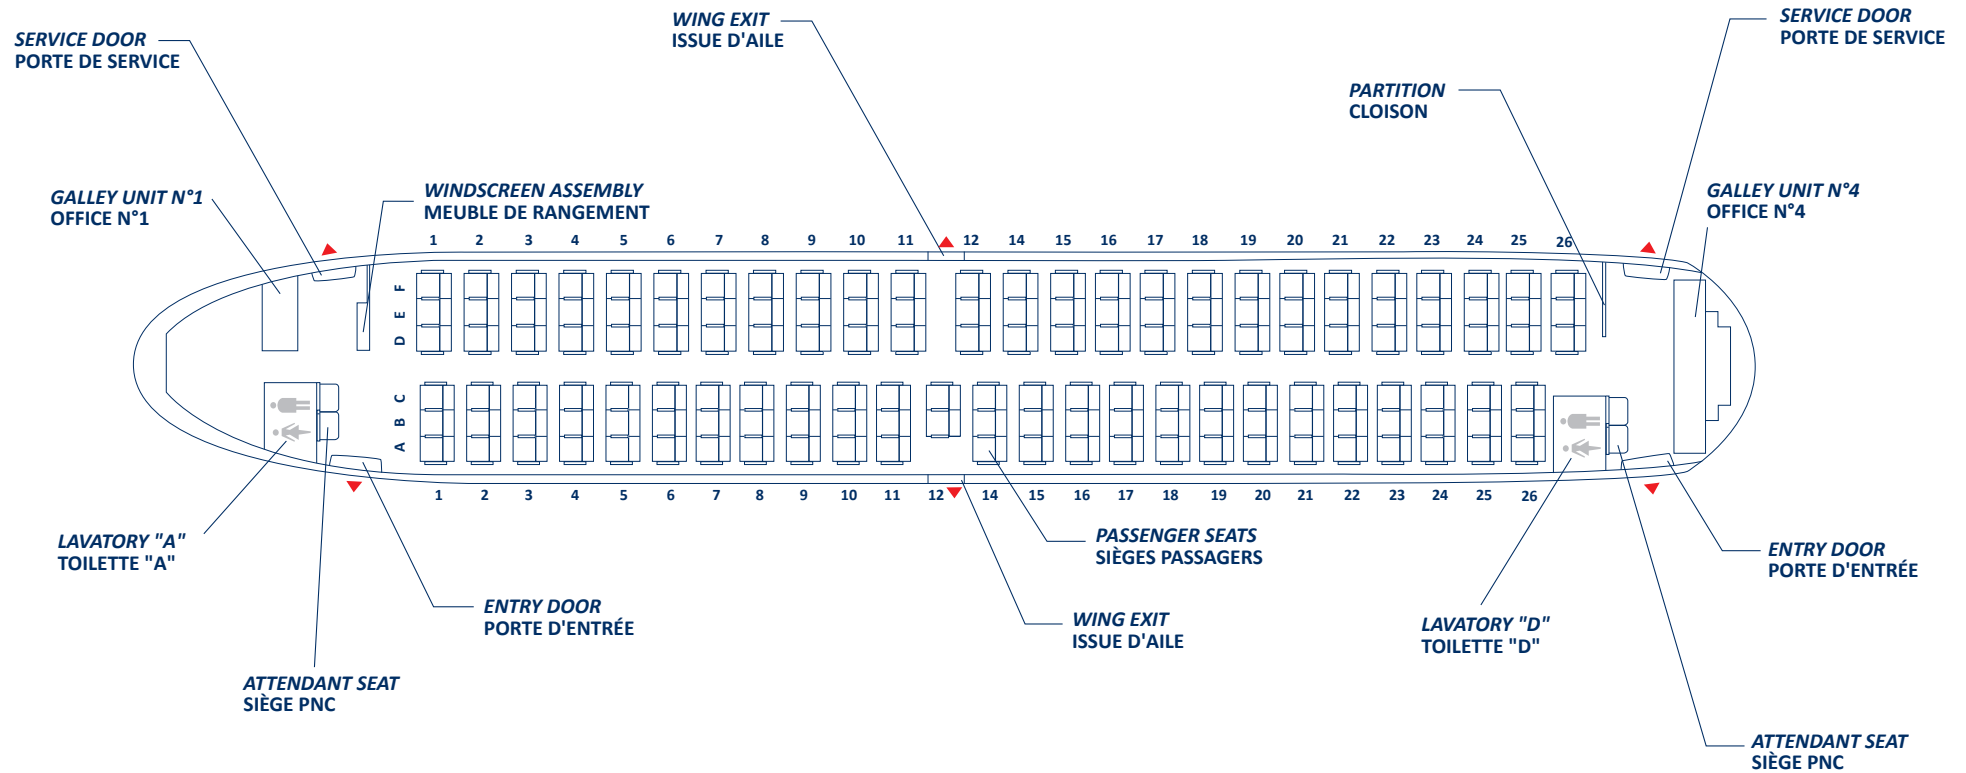 SERVICE DOOR
PORTE DE SERVICE
WING EXIT
ISSUE D'AILE
SERVICE DOOR
PORTE DE SERVICE
PARTITION
CLOISON
GALLEY UNIT N°1
OFFICE N°1
WINDSCREEN ASSEMBLY
MEUBLE DE RANGEMENT
GALLEY UNIT N°4
OFFICE N°4
1 2 3 4 5 6 7 8 9 10 11 12 14 15 16 17 18 19 20 21 22 23 24 25 26
F
E
D
C
B
A
1 2 3 4 5 6 7 8 9 10 11 12 14 15 16 17 18 19 20 21 22 23 24 25 26
LAVATORY "A"
TOILETTE "A"
PASSENGER SEATS
SIÈGES PASSAGERS
ENTRY DOOR
PORTE D'ENTRÉE
ENTRY DOOR
PORTE D'ENTRÉE
WING EXIT
ISSUE D'AILE
LAVATORY "D"
TOILETTE "D"
ATTENDANT SEAT
SIÈGE PNC
ATTENDANT SEAT
SIÈGE PNC